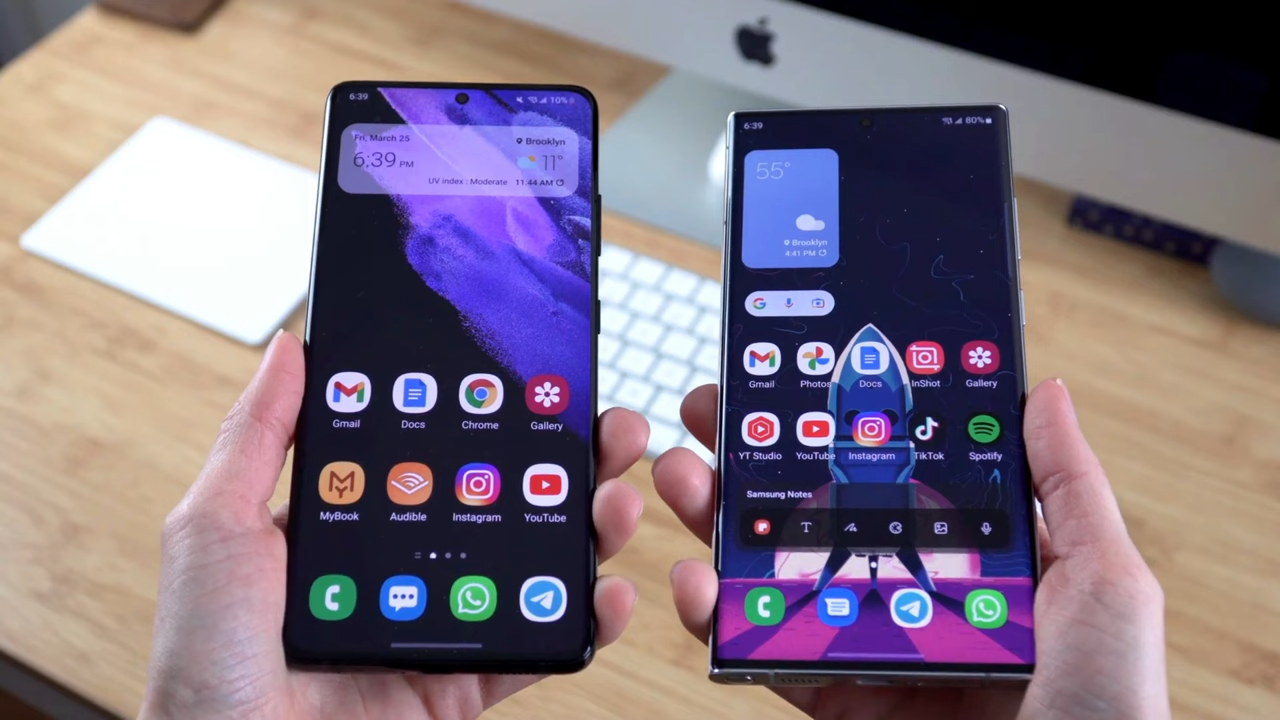 6:39
10%
Fri, March 25
Brooklyn
6:39 PM
11°
UV index : Moderate 11:44 AM
Gmail Docs Chrome Gallery
MyBook Audible Instagram YouTube
6:39
80%
55°
Brooklyn
4:41 PM
Gmail Photos Docs InShot Gallery
YT Studio YouTube Instagram TikTok Spotify
Samsung Notes
T